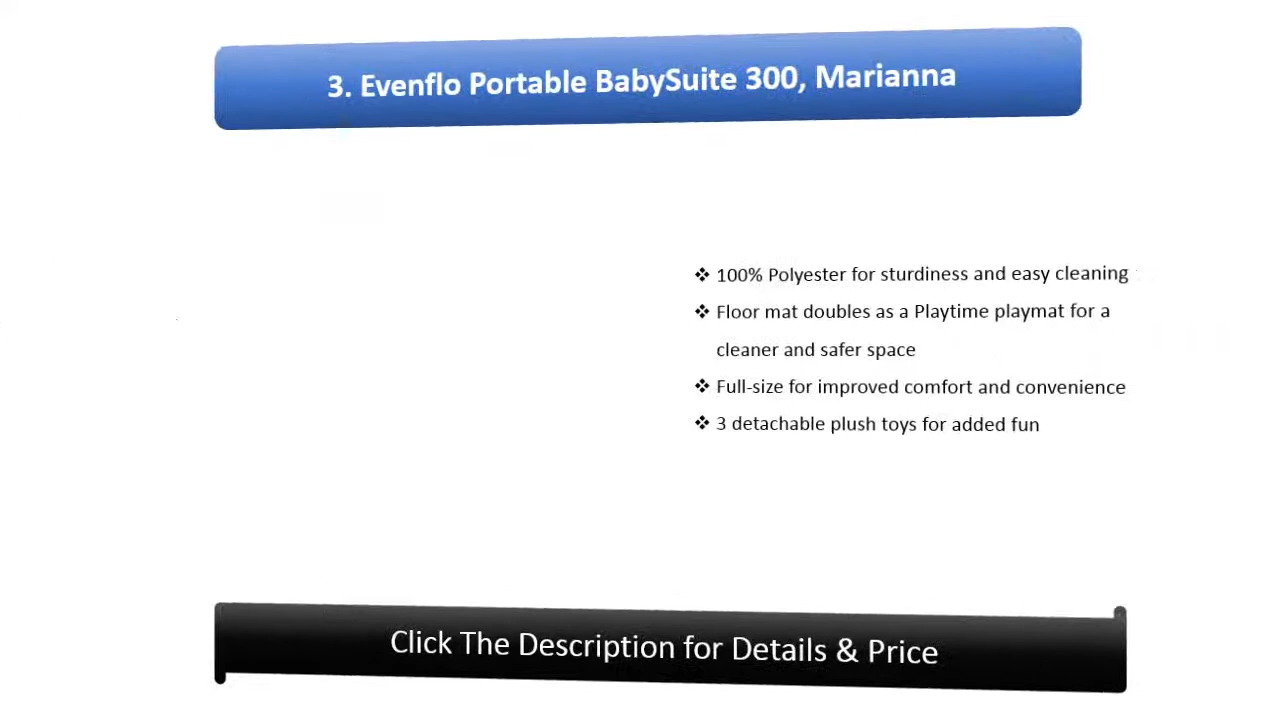 3. Evenflo Portable BabySuite 300, Marianna
❖ 100% Polyester for sturdiness and easy cleaning
❖ Floor mat doubles as a Playtime playmat for a
cleaner and safer space
❖ Full-size for improved comfort and convenience
❖ 3 detachable plush toys for added fun
Click The Description for Details & Price